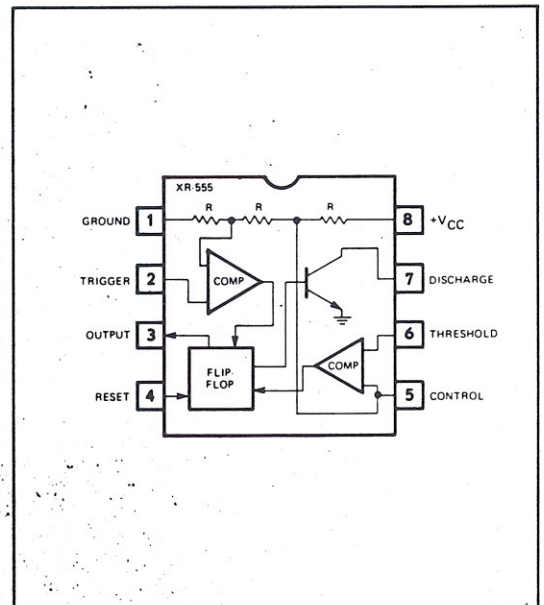 XR-555
R R R
GROUND 1
8 +VCC
TRIGGER 2
COMP
7 DISCHARGE
OUTPUT 3
6 THRESHOLD
FLIP-
FLOP
COMP
RESET 4
5 CONTROL